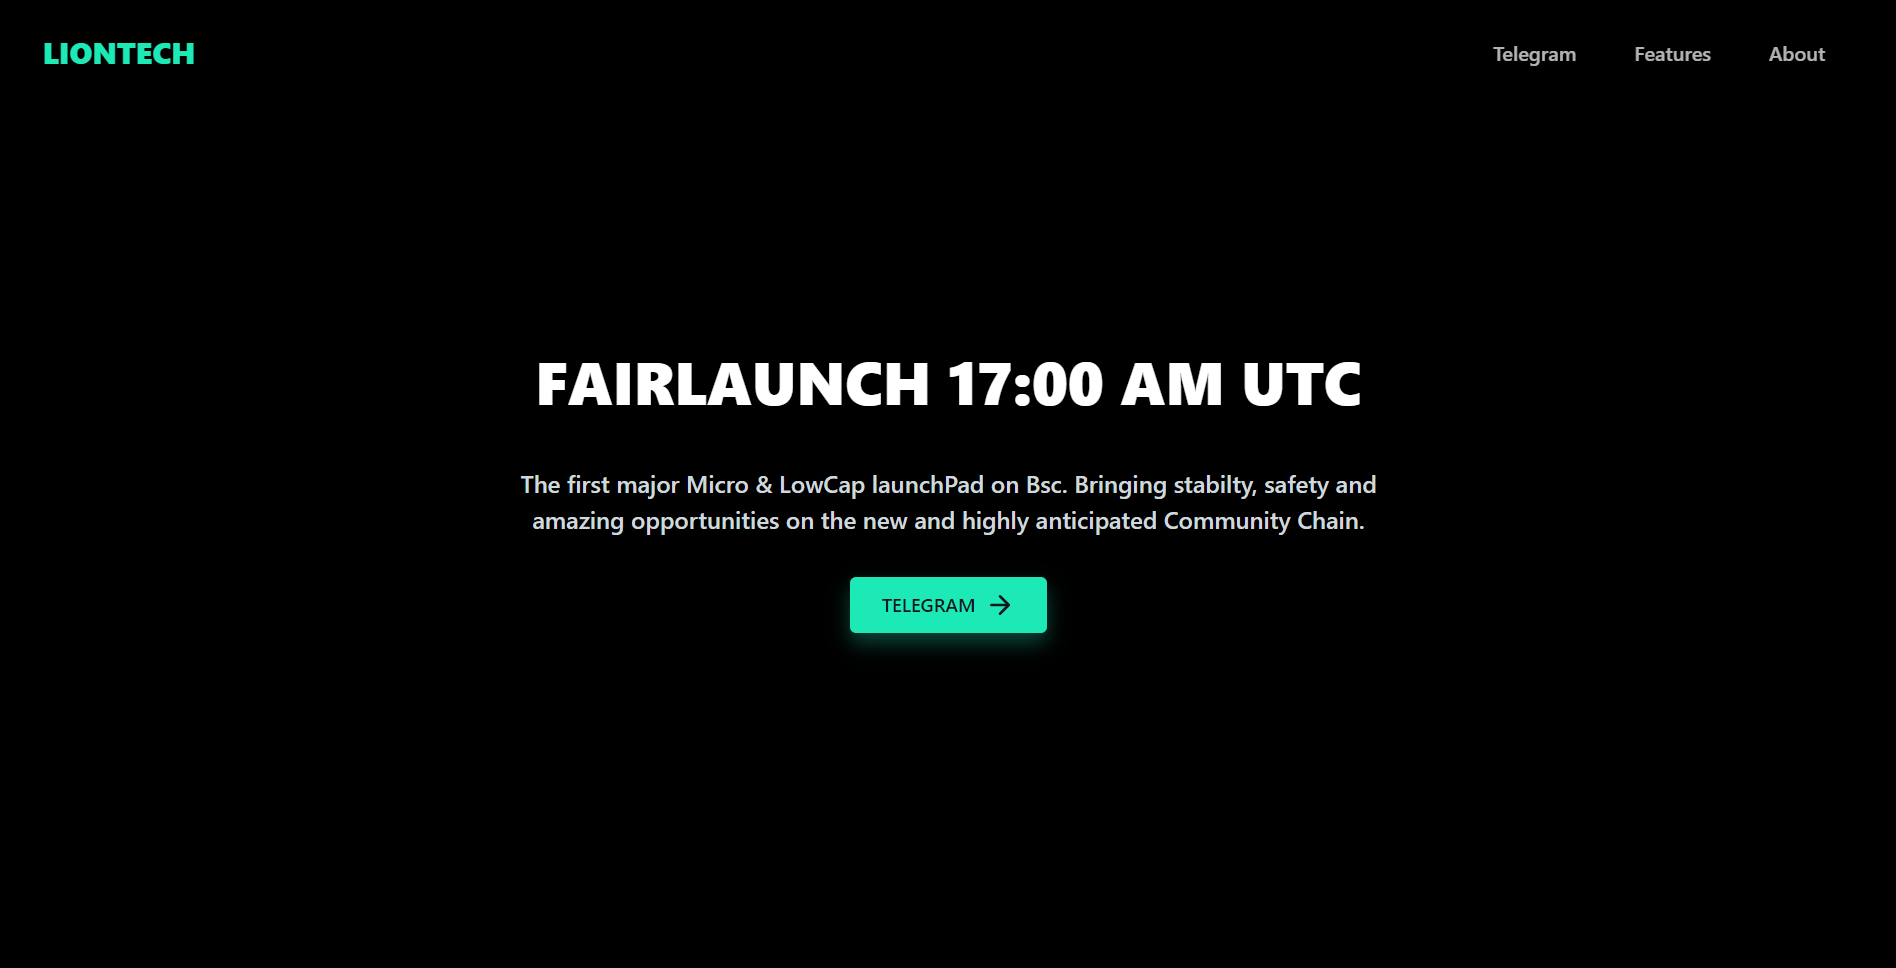 LIONTECH
Telegram
Features
About
FAIRLAUNCH 17:00 AM UTC
The first major Micro & LowCap launchPad on Bsc. Bringing stabilty, safety and
amazing opportunities on the new and highly anticipated Community Chain.
TELEGRAM